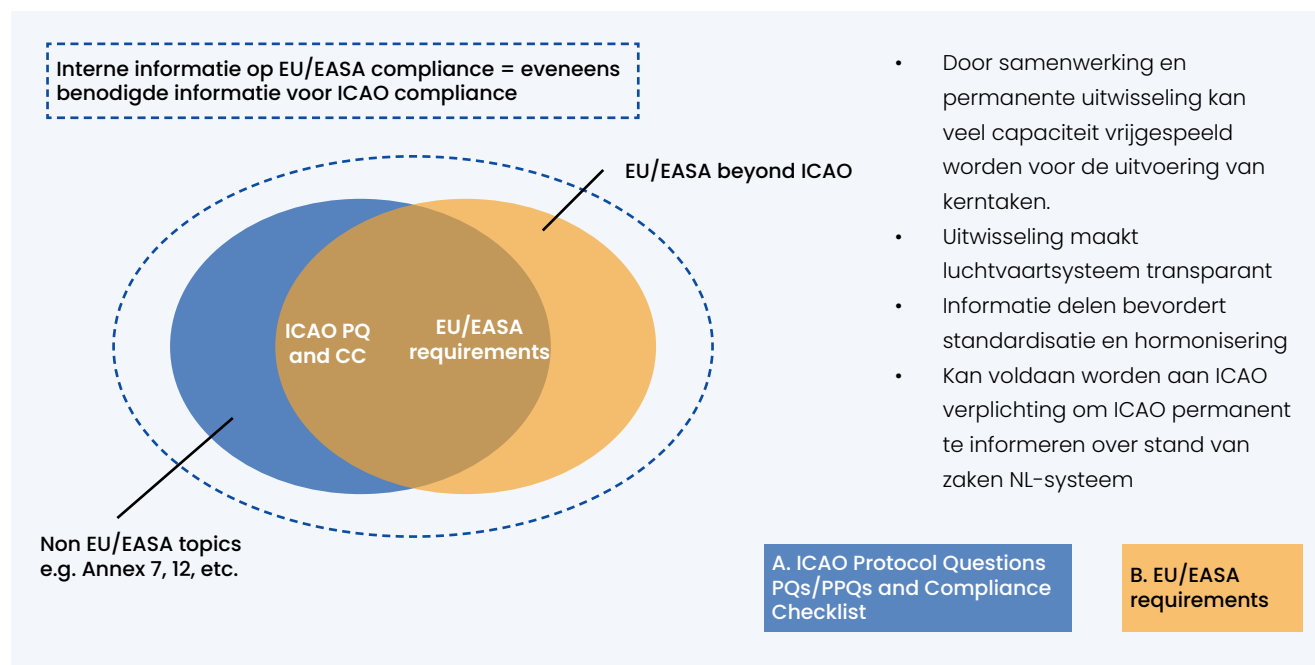 Interne informatie op EU/EASA compliance = eveneens
benodigde informatie voor ICAO compliance
EU/EASA beyond ICAO
ICAO PQ
and CC
EU/EASA
requirements
Non EU/EASA topics
e.g. Annex 7, 12, etc.
• Door samenwerking en
permanente uitwisseling kan
veel capaciteit vrijgespeeld
worden voor de uitvoering van
kerntaken.
• Uitwisseling maakt
luchtvaartsysteem transparant
• Informatie delen bevordert
standardisatie en hormonisering
• Kan voldaan worden aan ICAO
verplichting om ICAO permanent
te informeren over stand van
zaken NL-systeem
A. ICAO Protocol Questions
PQs/PPQs and Compliance
Checklist
B. EU/EASA
requirements